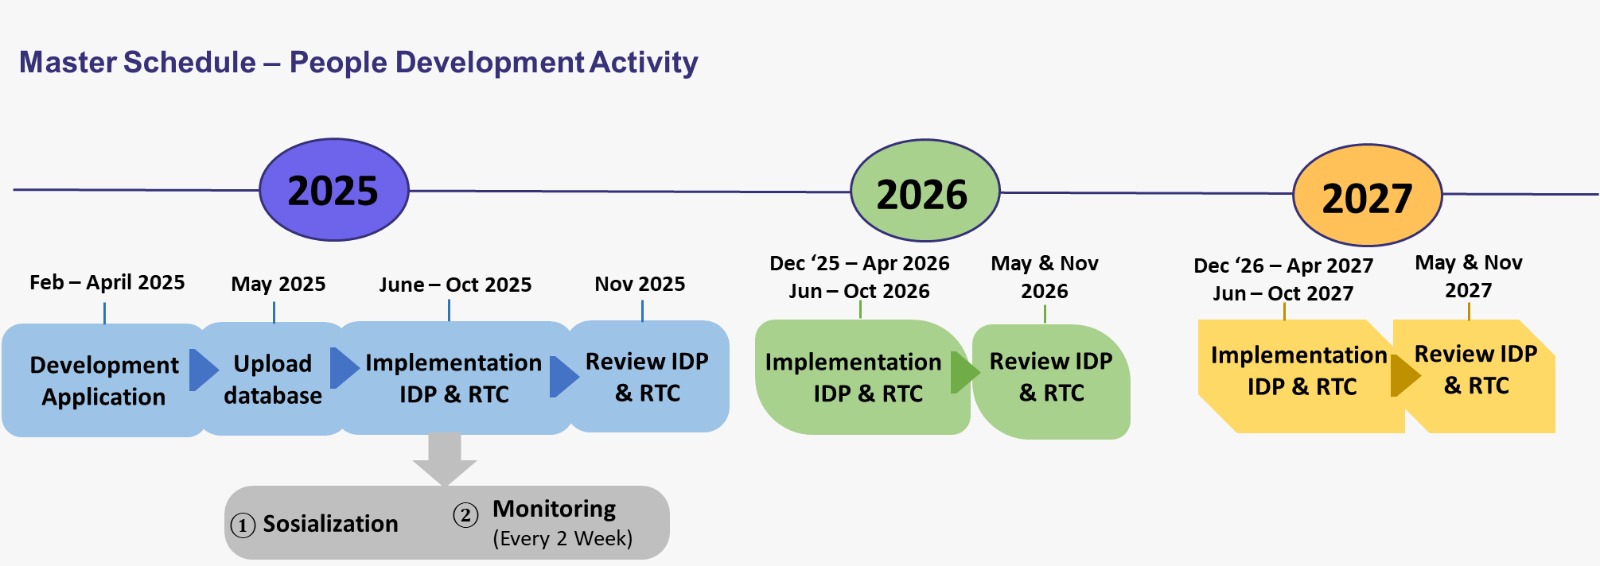 Master Schedule – People Development Activity
2025
2026
2027
Feb – April 2025
May 2025
June – Oct 2025
Nov 2025
Dec ‘25 – Apr 2026
Jun – Oct 2026
May & Nov
2026
Dec ‘26 – Apr 2027
Jun – Oct 2027
May & Nov
2027
Development
Application
Upload
database
Implementation
IDP & RTC
Review IDP
& RTC
Implementation
IDP & RTC
Review IDP
& RTC
Implementation
IDP & RTC
Review IDP
& RTC
① Sosialization
② Monitoring
(Every 2 Week)